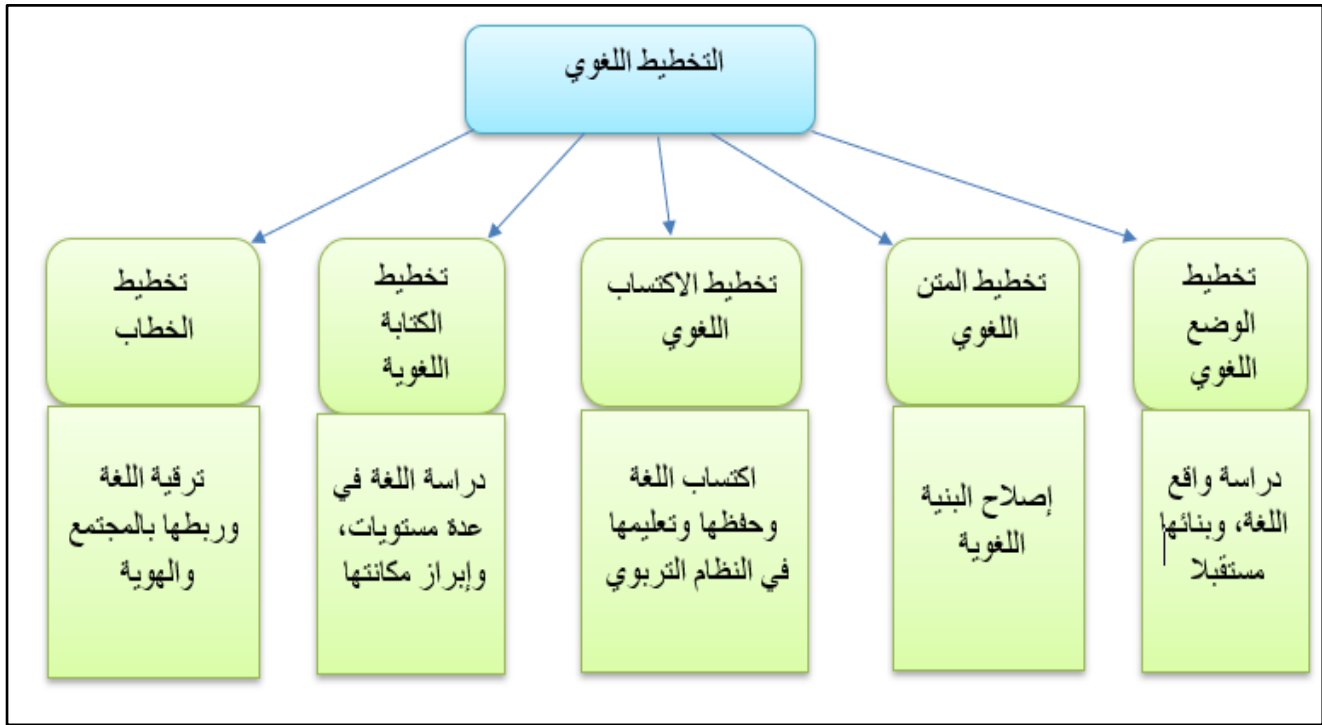 التخطيط اللغوي
تخطيط
الوضع
اللغوي
تخطيط المتن
اللغوي
تخطيط الاكتساب
اللغوي
تخطيط
الكتابة
اللغوية
تخطيط
الخطاب
دراسة واقع
اللغة، وبنائها
مستقبلا
إصلاح البنية
اللغوية
اكتساب اللغة
وحفظها وتعليمها
في النظام التربوي
دراسة اللغة في
عدة مستويات،
وإبراز مكانتها
ترقية اللغة
وربطها بالمجتمع
والهوية